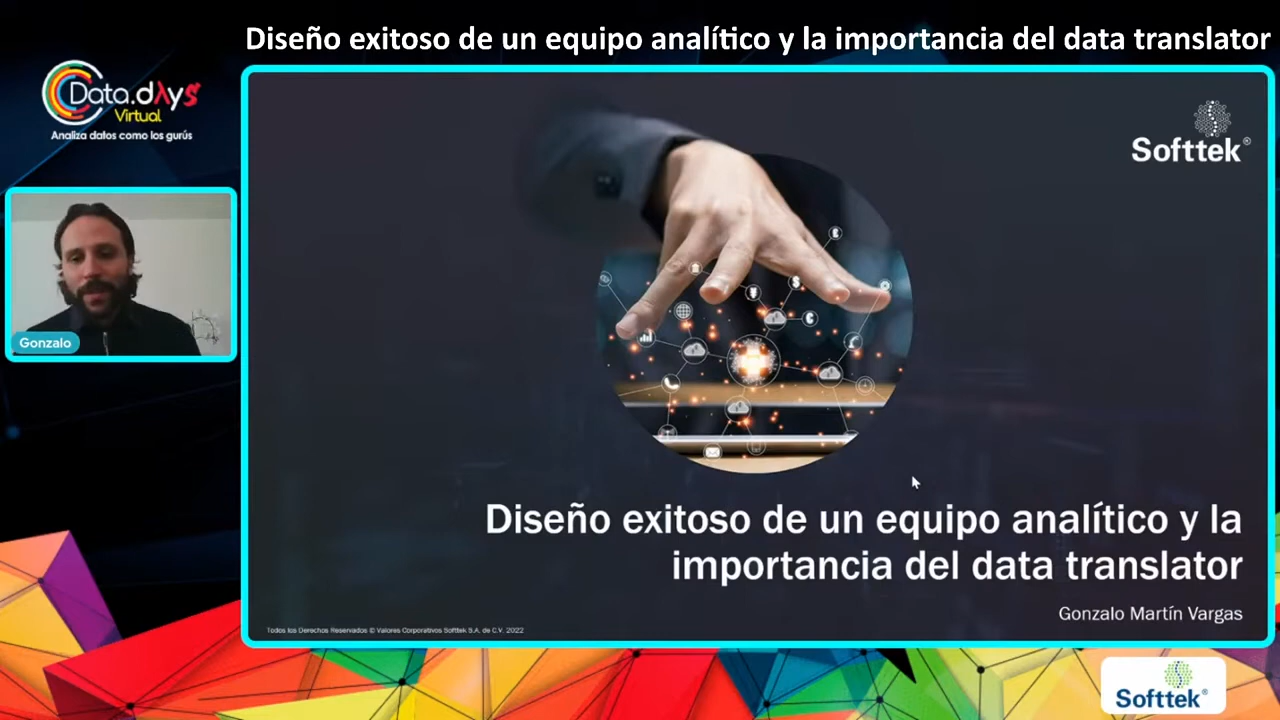 Diseño exitoso de un equipo analítico y la importancia del data translator
Data.dλys
Virtual
Analiza datos como los gurús
Softtek®
Gonzalo
Diseño exitoso de un equipo analítico y la
importancia del data translator
Gonzalo Martín Vargas
Todos los Derechos Reservados © Valores Corporativos Softtek S.A. de C.V. 2022
Softtek®